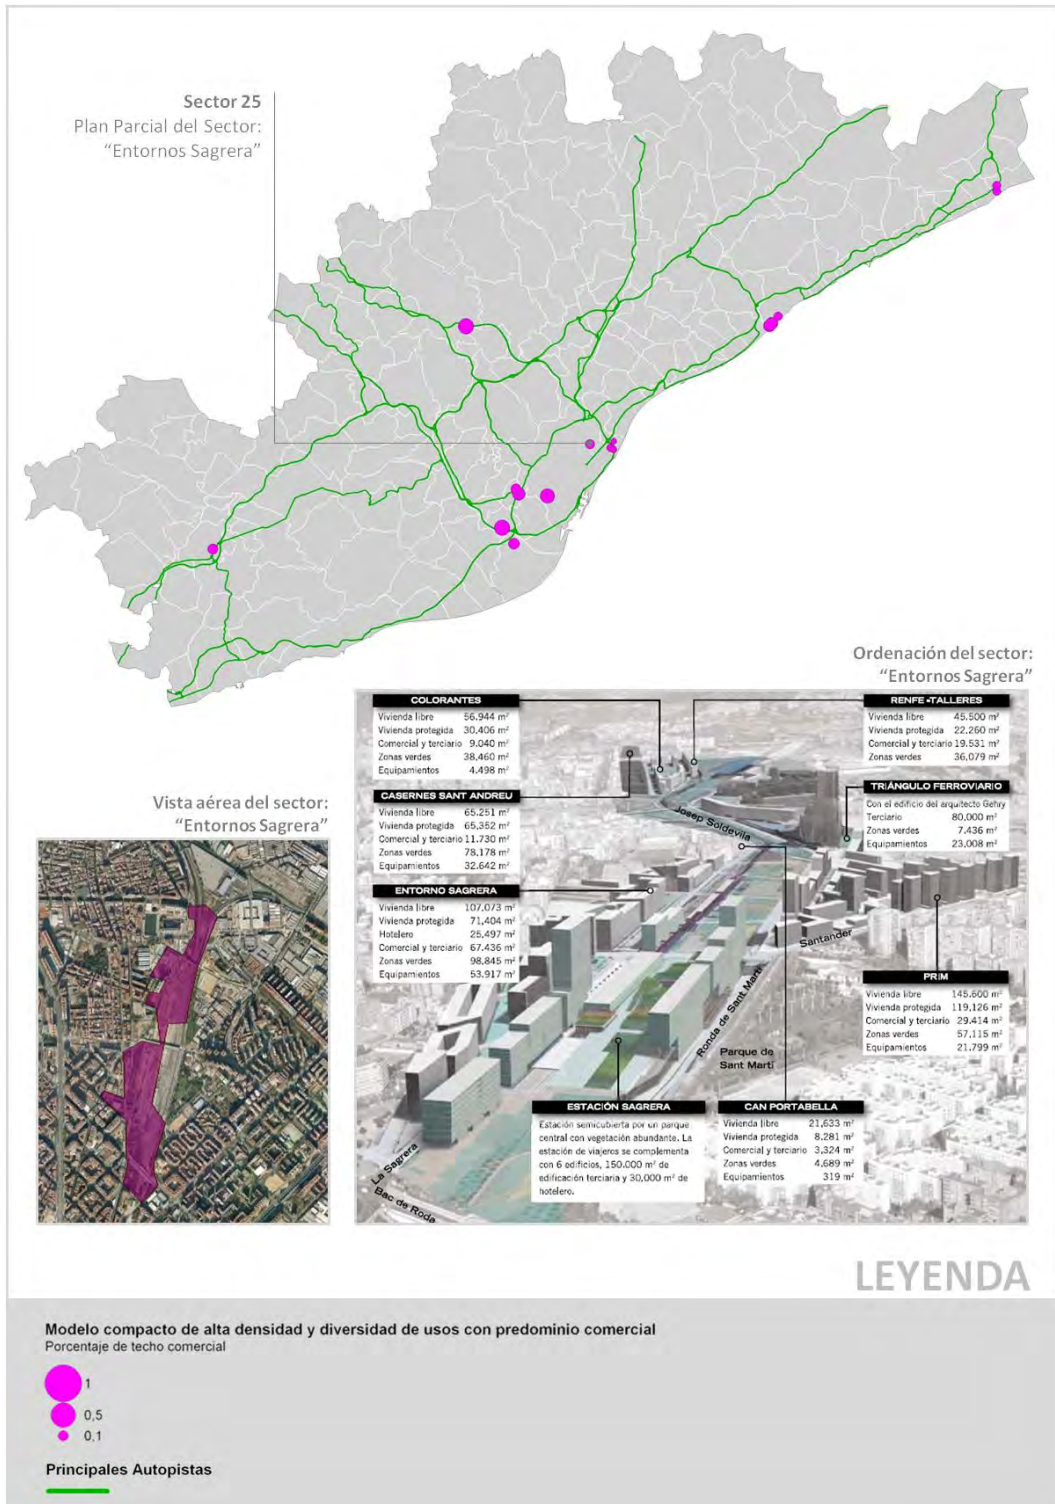 Sector 25
Plan Parcial del Sector:
“Entornos Sagrera”
Ordenación del sector:
“Entornos Sagrera”
COLORANTES
Vivienda libre 56.944 m²
Vivienda protegida 30,406 m²
Comercial y terciario 9.040 m²
Zonas verdes 38,460 m²
Equipamientos 4.498 m²
CASERNES SANT ANDREU
Vivienda libre 65.251 m²
Vivienda protegida 65,352 m²
Comercial y terciario 11.730 m²
Zonas verdes 78,178 m²
Equipamientos 32.642 m²
ENTORNO SAGRERA
Vivienda libre 107,073 m²
Vivienda protegida 71,404 m²
Hotelero 25,497 m²
Comercial y terciario 67.436 m²
Zonas verdes 98,845 m²
Equipamientos 53.917 m²
RENFE-TALLERES
Vivienda libre 45.500 m²
Vivienda protegida 22,260 m²
Comercial y terciario 19.531 m²
Zonas verdes 36,079 m²
TRIÁNGULO FERROVIARIO
Con el edificio del arquitecto Gehry
Terciario 80,000 m²
Zonas verdes 7.436 m²
Equipamientos 23,008 m²
PRIM
Vivienda libre 145.600 m²
Vivienda protegida 119,126 m²
Comercial y terciario 29.414 m²
Zonas verdes 57,115 m²
Equipamientos 21.799 m²
Josep Soldevila
Santander
Ronda de Sant Martí
Parque de
Sant Martí
La Sagrera
Bac de Roda
ESTACIÓN SAGRERA
Estación semicubierta por un parque
central con vegetación abundante. La
estación de viajeros se complementa
con 6 edificios, 150.000 m² de
edificación terciaria y 30,000 m² de
hotelero.
CAN PORTABELLA
Vivienda libre 21,633 m²
Vivienda protegida 8,281 m²
Comercial y terciario 3,324 m²
Zonas verdes 4,689 m²
Equipamientos 319 m²
Vista aérea del sector:
“Entornos Sagrera”
LEYENDA
Modelo compacto de alta densidad y diversidad de usos con predominio comercial
Porcentaje de techo comercial
1
0,5
0,1
Principales Autopistas